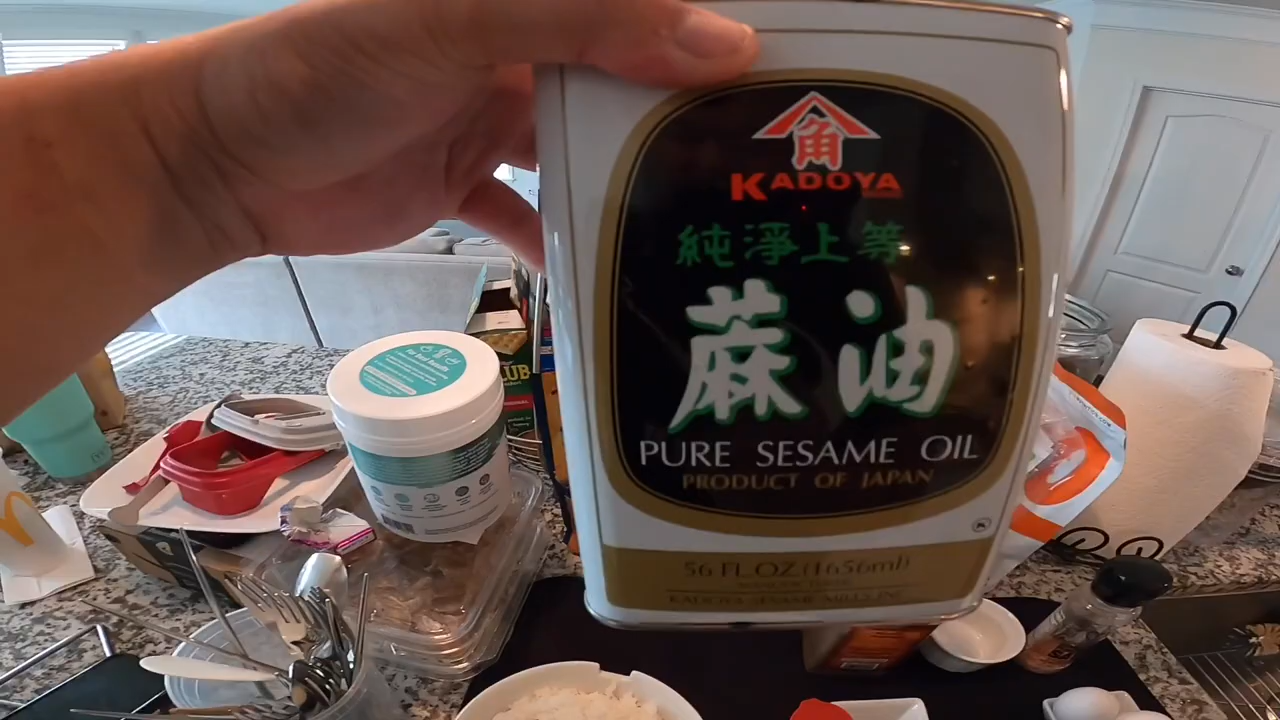 角
KADOYA
純淨上等
麻油
PURE SESAME OIL
PRODUCT OF JAPAN
56 FL.OZ(1656ml)
KADOYA SESAME MILLS INC